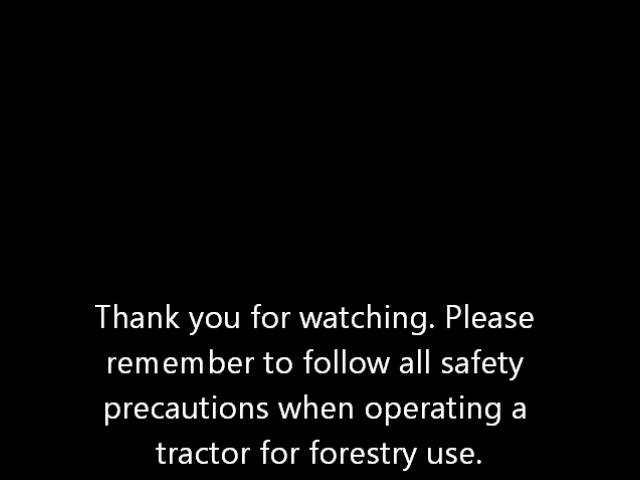 Thank you for watching. Please
remember to follow all safety
precautions when operating a
tractor for forestry use.